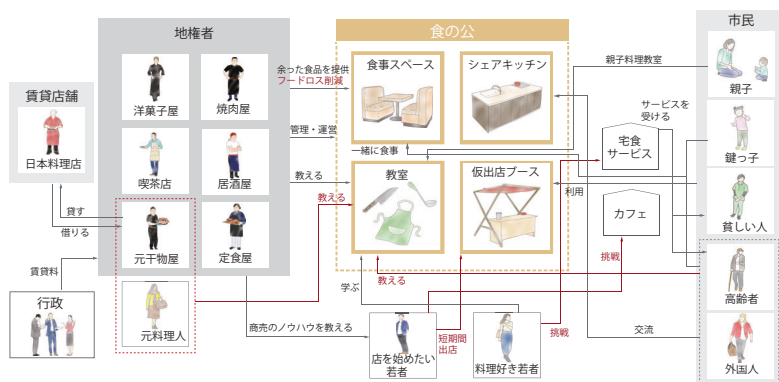 地権者
食の公
市民
賃貸店舗
日本料理店
洋菓子屋
焼肉屋
喫茶店
居酒屋
元干物屋
定食屋
元料理人
行政
賃貸料
貸す
借りる
余った食品を提供
フードロス削減
管理・運営
教える
教える
食事スペース
シェアキッチン
一緒に食事
教室
仮出店ブース
親子料理教室
サービスを
受ける
宅食
サービス
カフェ
利用
挑戦
教える
学ぶ
商売のノウハウを教える
店を始めたい
若者
短期間
出店
料理好き若者
挑戦
交流
親子
鍵っ子
貧しい人
高齢者
外国人